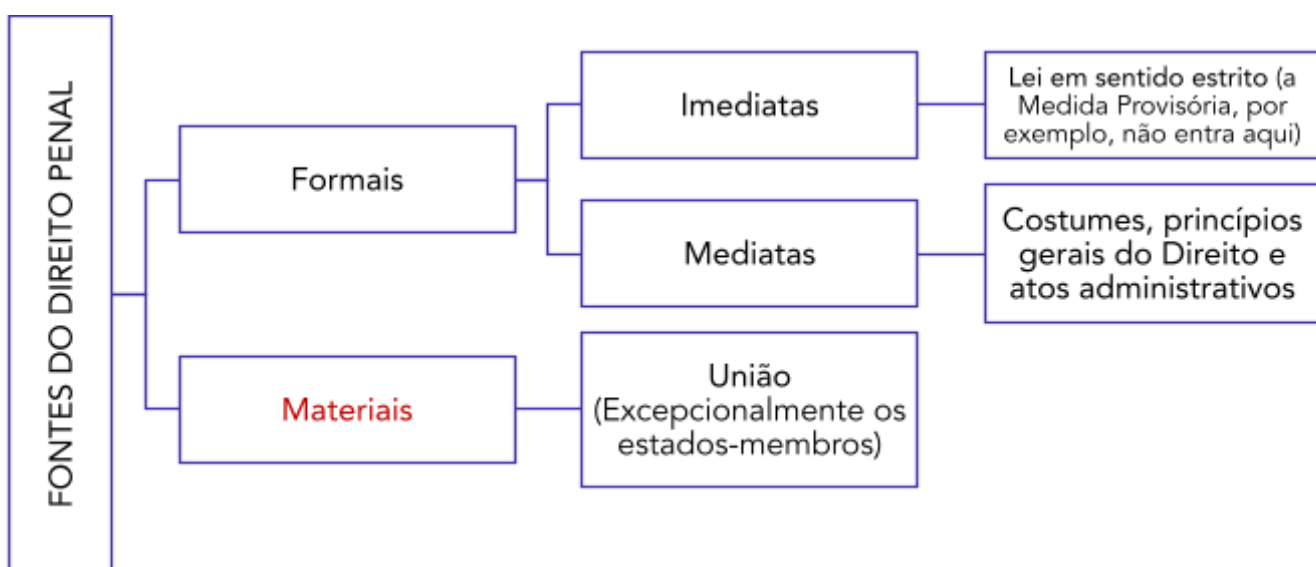 FONTES DO DIREITO PENAL
Formais
Imediatas
Lei em sentido estrito (a
Medida Provisória, por
exemplo, não entra aqui)
Mediatas
Costumes, princípios
gerais do Direito e
atos administrativos
Materiais
União
(Excepcionalmente os
estados-membros)